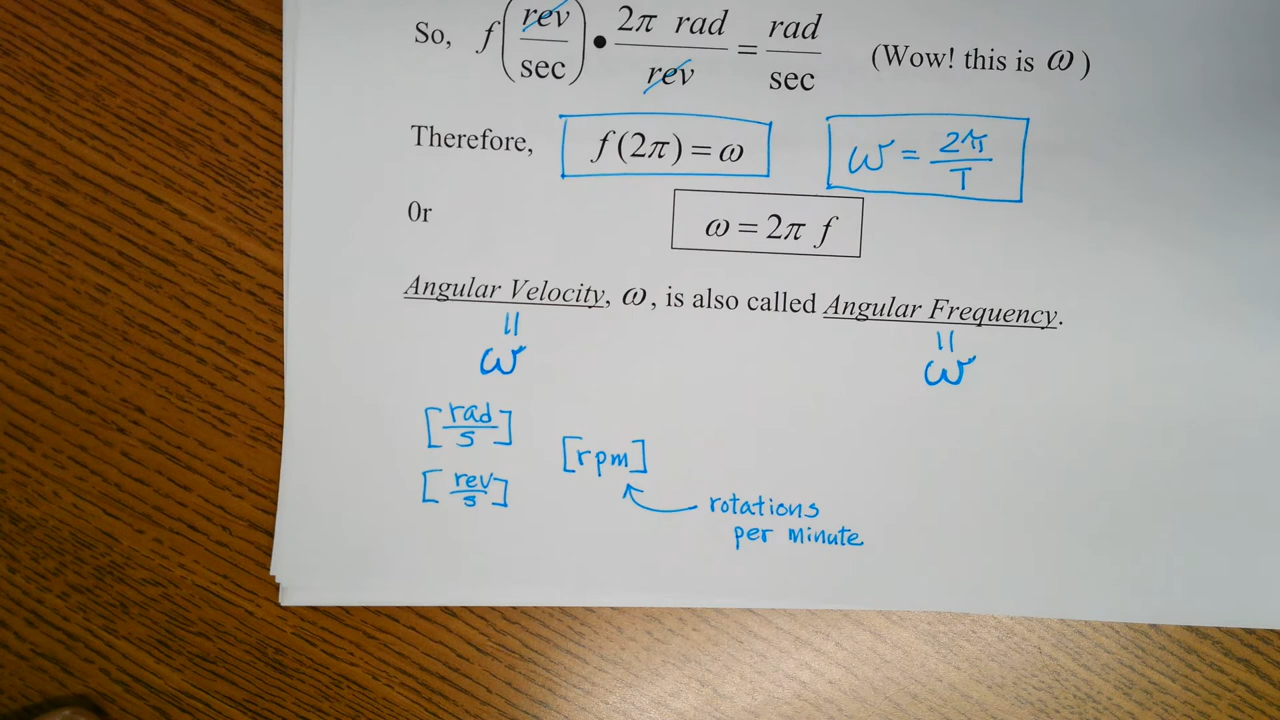 So, f(rev/sec) • 2π rad/rev = rad/sec (Wow! this is ω)
Therefore, f(2π) = ω ω = 2π/T
Or ω = 2π f
Angular Velocity, ω, is also called Angular Frequency.
= ω = ω
[rad/s]
[rpm]
[rev/s]
rotations
per minute